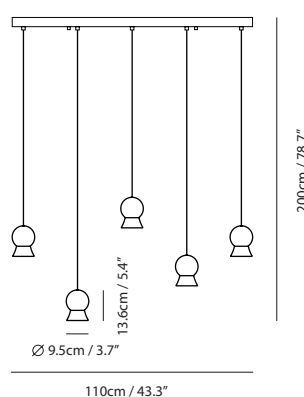 200cm / 78.7”
13.6cm / 5.4”
∅ 9.5cm / 3.7”
110cm / 43.3”